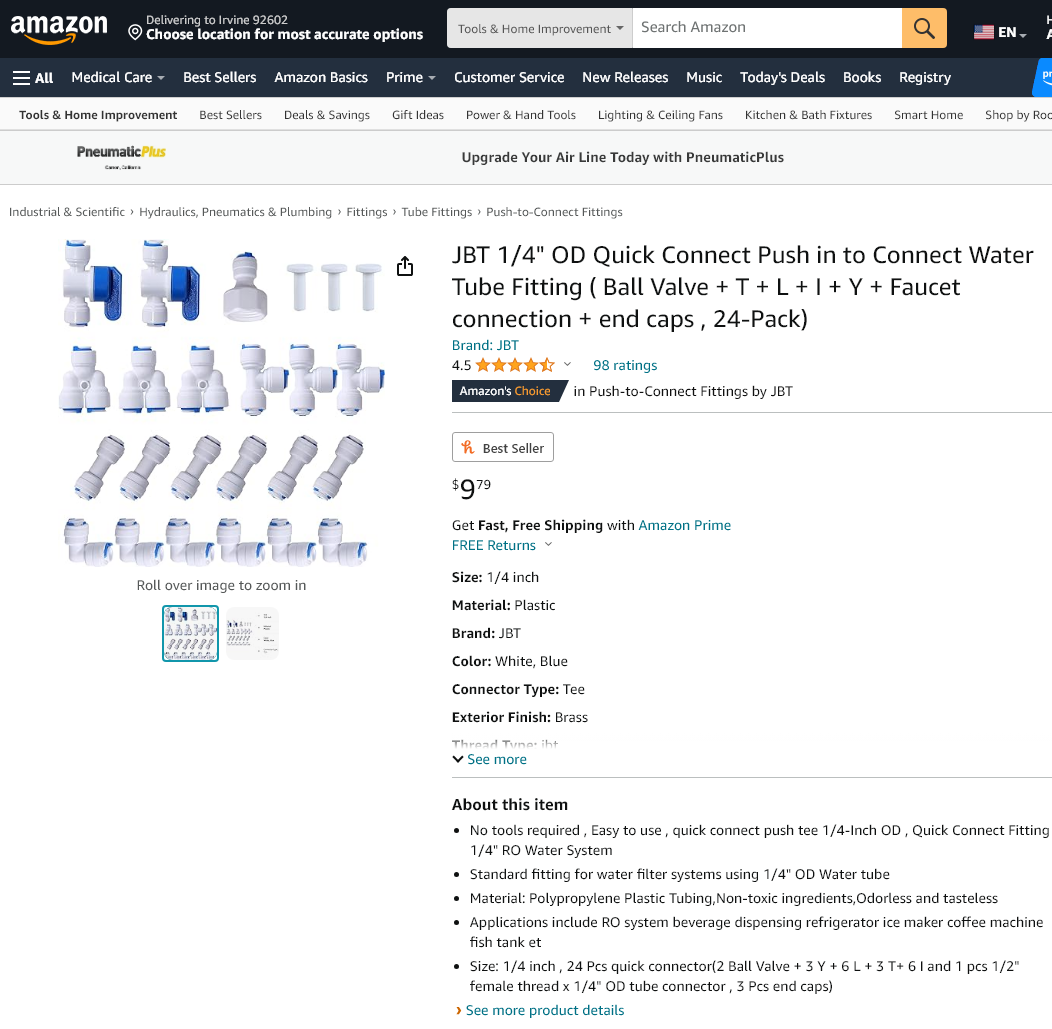 amazon
Delivering to Irvine 92602
Choose location for most accurate options
Tools & Home Improvement
Search Amazon
EN
All
Medical Care
Best Sellers
Amazon Basics
Prime
Customer Service
New Releases
Music
Today's Deals
Books
Registry
Tools & Home Improvement
Best Sellers
Deals & Savings
Gift Ideas
Power & Hand Tools
Lighting & Ceiling Fans
Kitchen & Bath Fixtures
Smart Home
Shop by Roo
PneumaticPlus
Upgrade Your Air Line Today with PneumaticPlus
Industrial & Scientific › Hydraulics, Pneumatics & Plumbing › Fittings › Tube Fittings › Push-to-Connect Fittings
JBT 1/4" OD Quick Connect Push in to Connect Water
Tube Fitting ( Ball Valve + T + L + I + Y + Faucet
connection + end caps , 24-Pack)
Brand: JBT
4.5
98 ratings
Amazon's Choice in Push-to-Connect Fittings by JBT
Best Seller
$9 79
Get Fast, Free Shipping with Amazon Prime
FREE Returns
Size: 1/4 inch
Material: Plastic
Brand: JBT
Color: White, Blue
Connector Type: Tee
Exterior Finish: Brass
Thread Type: jbt
See more
Roll over image to zoom in
About this item
No tools required , Easy to use , quick connect push tee 1/4-Inch OD , Quick Connect Fitting
1/4" RO Water System
Standard fitting for water filter systems using 1/4" OD Water tube
Material: Polypropylene Plastic Tubing,Non-toxic ingredients,Odorless and tasteless
Applications include RO system beverage dispensing refrigerator ice maker coffee machine
fish tank et
Size: 1/4 inch , 24 Pcs quick connector(2 Ball Valve + 3 Y + 6 L + 3 T+ 6 I and 1 pcs 1/2"
female thread x 1/4" OD tube connector , 3 Pcs end caps)
› See more product details